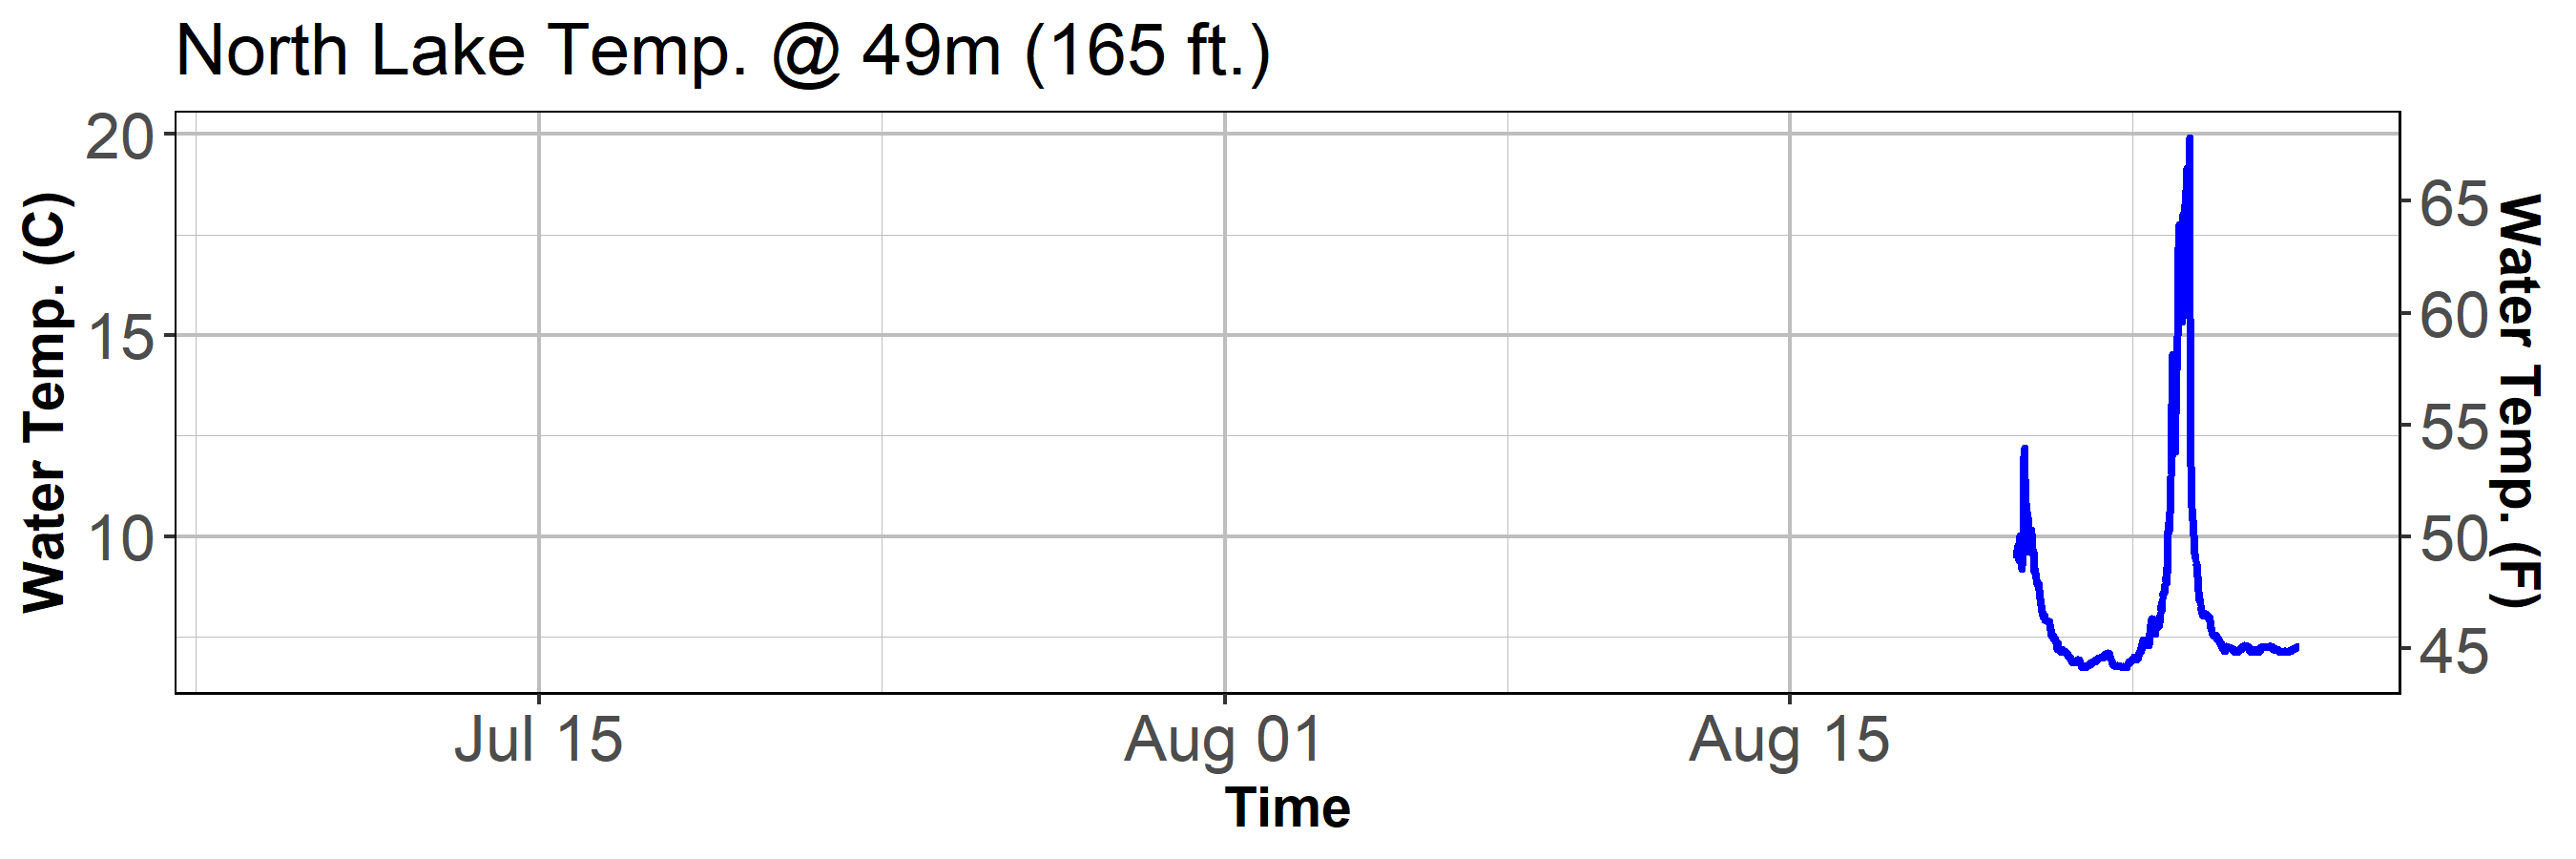 North Lake Temp. @ 49m (165 ft.)
20
15
10
Water Temp. (C)
65
60
55
50
45
Water Temp. (F)
Jul 15
Aug 01
Aug 15
Time